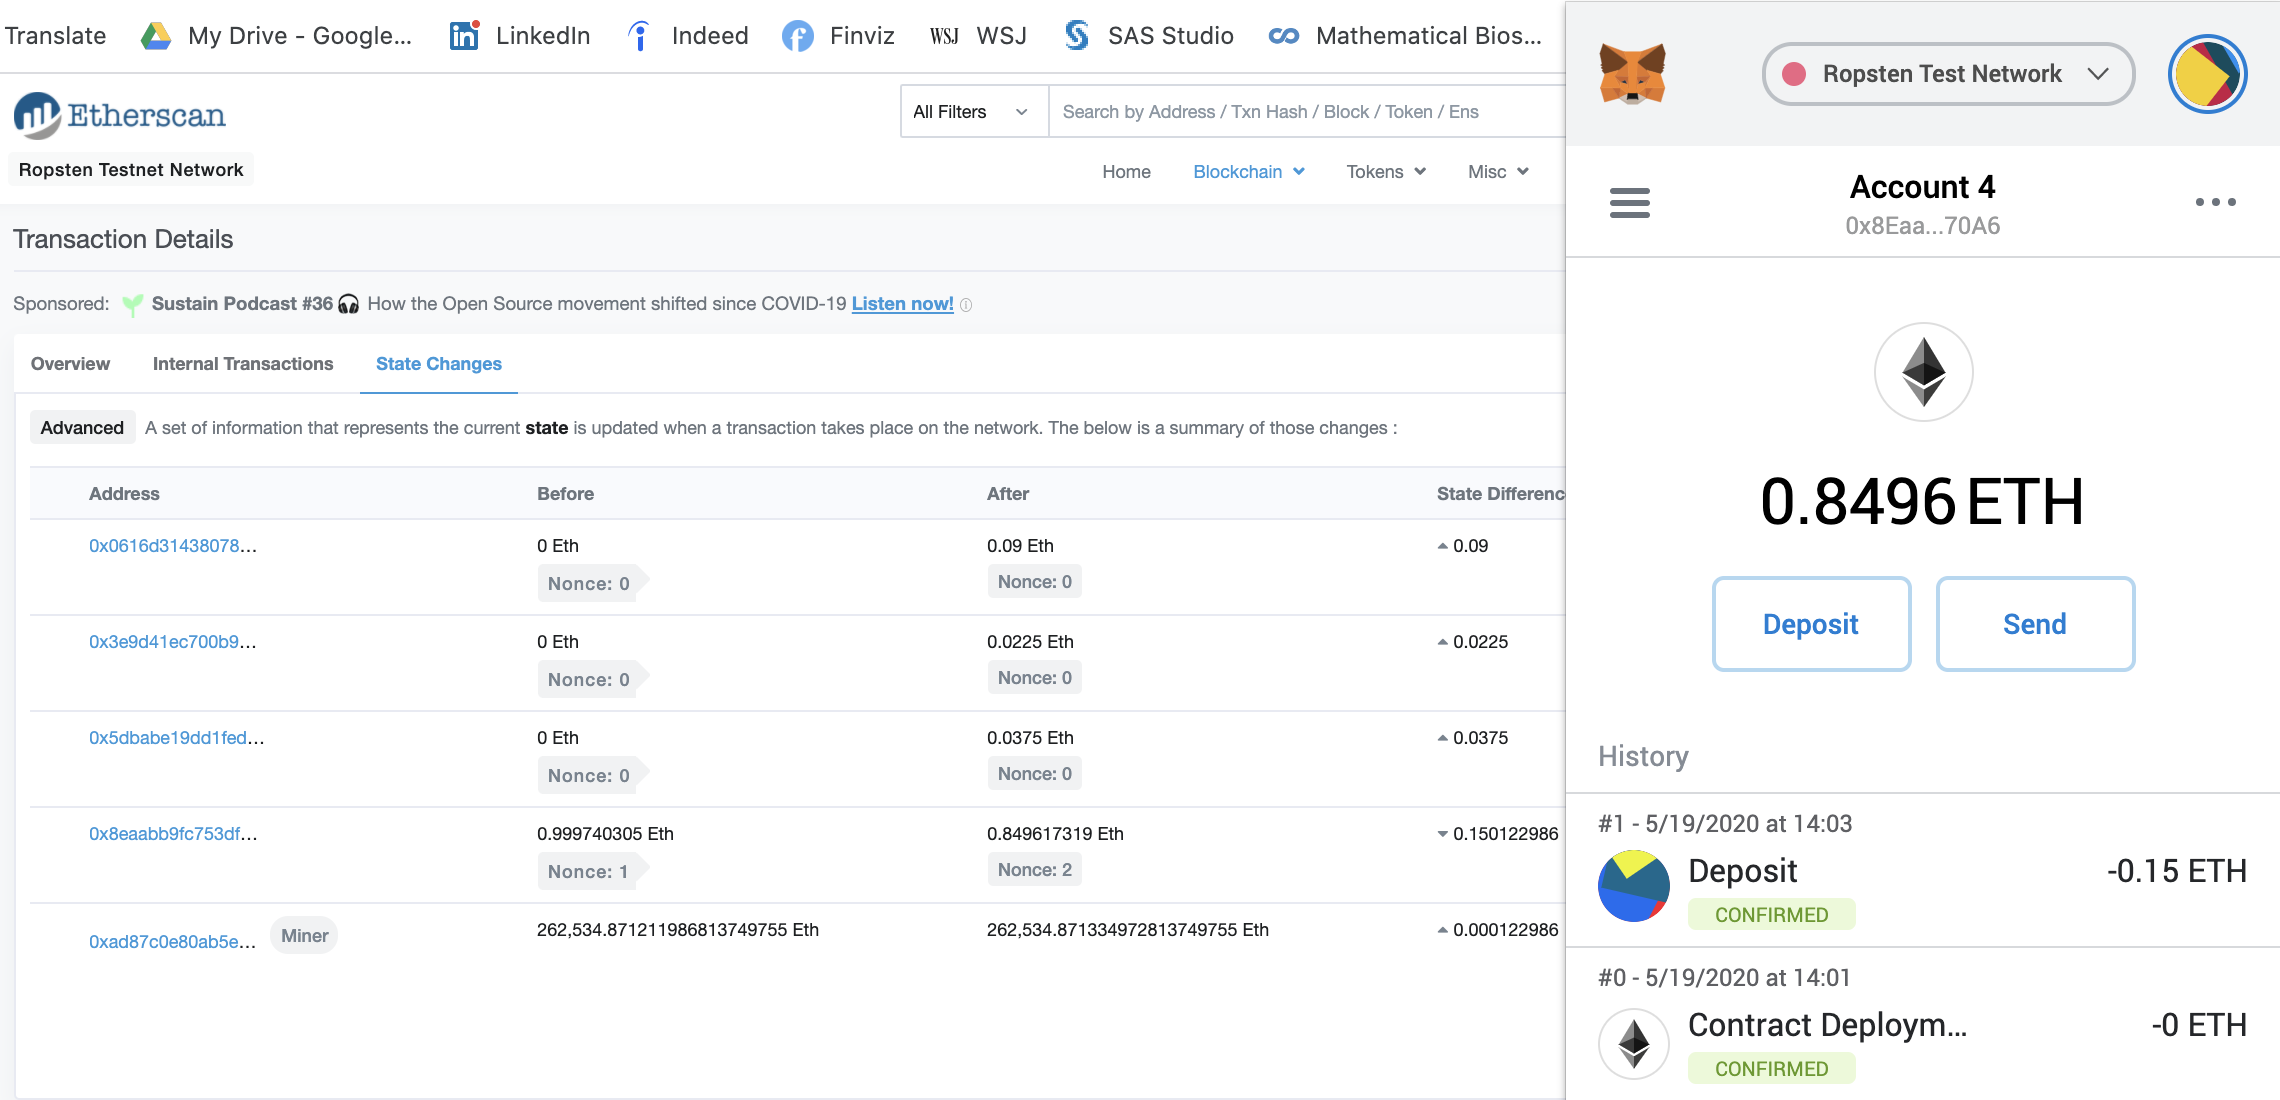 Translate My Drive - Google... LinkedIn Indeed Finviz WSJ WSJ SAS Studio Mathematical Bios...
Etherscan
Ropsten Testnet Network
All Filters Search by Address / Txn Hash / Block / Token / Ens
Home Blockchain Tokens Misc
Transaction Details
Sponsored: Sustain Podcast #36 How the Open Source movement shifted since COVID-19 Listen now!
Overview Internal Transactions State Changes
Advanced A set of information that represents the current state is updated when a transaction takes place on the network. The below is a summary of those changes :
Address Before After State Differenc
0x0616d31438078... 0 Eth 0.09 Eth 0.09
Nonce: 0 Nonce: 0
0x3e9d41ec700b9... 0 Eth 0.0225 Eth 0.0225
Nonce: 0 Nonce: 0
0x5dbabe19dd1fed... 0 Eth 0.0375 Eth 0.0375
Nonce: 0 Nonce: 0
0x8eaabb9fc753df... 0.999740305 Eth 0.849617319 Eth 0.150122986
Nonce: 1 Nonce: 2
0xad87c0e80ab5e... Miner 262,534.871211986813749755 Eth 262,534.871334972813749755 Eth 0.000122986
Ropsten Test Network
Account 4
0x8Eaa...70A6
0.8496 ETH
Deposit Send
History
#1 - 5/19/2020 at 14:03
Deposit -0.15 ETH
CONFIRMED
#0 - 5/19/2020 at 14:01
Contract Deploym... -0 ETH
CONFIRMED